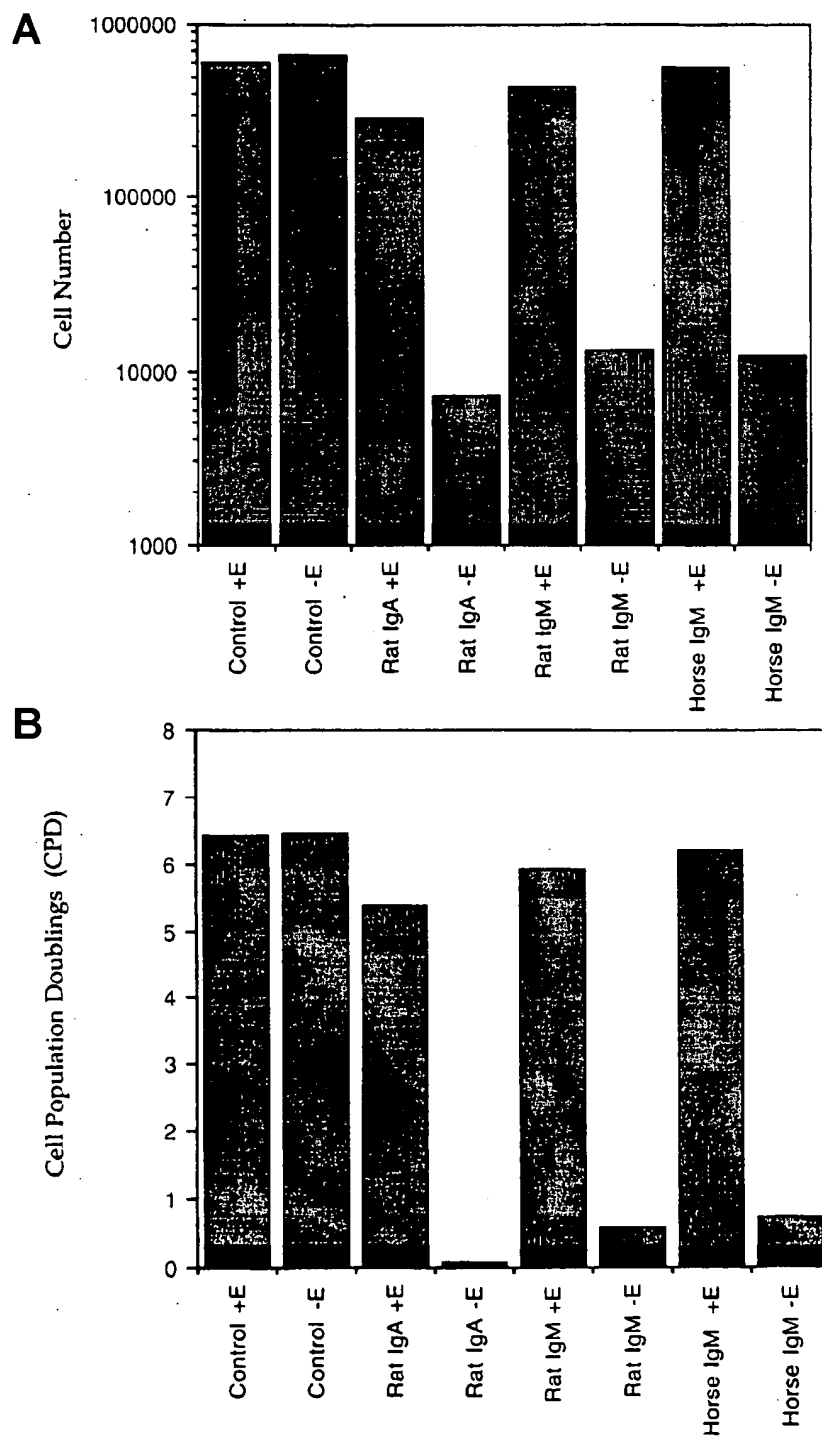 A
Cell Number
1000000
100000
10000
1000
Control +E
Control -E
Rat IgA +E
Rat IgA -E
Rat IgM +E
Rat IgM -E
Horse IgM +E
Horse IgM -E
B
Cell Population Doublings (CPD)
8
7
6
5
4
3
2
1
0
Control +E
Control -E
Rat IgA +E
Rat IgA -E
Rat IgM +E
Rat IgM -E
Horse IgM +E
Horse IgM -E